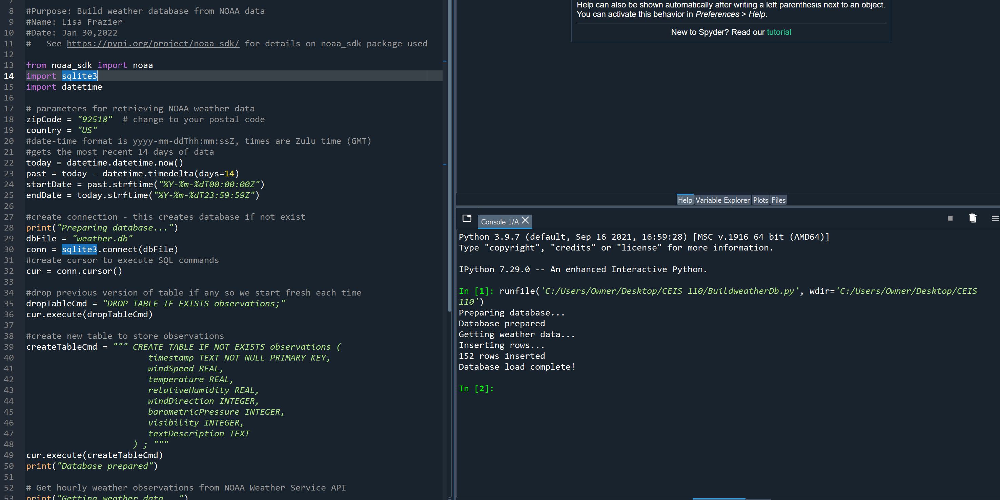 8 #Purpose: Build weather database from NOAA data
9 #Name: Lisa Frazier
10 #Date: Jan 30,2022
11 #   See https://pypi.org/project/noaa-sdk/ for details on noaa_sdk package used
12
13 from noaa_sdk import noaa
14 import sqlite3
15 import datetime
16
17 # parameters for retrieving NOAA weather data
18 zipCode = "92518"  # change to your postal code
19 country = "US"
20 #date-time format is yyyy-mm-ddThh:mm:ssZ, times are Zulu time (GMT)
21 #gets the most recent 14 days of data
22 today = datetime.datetime.now()
23 past = today - datetime.timedelta(days=14)
24 startDate = past.strftime("%Y-%m-%dT00:00:00Z")
25 endDate = today.strftime("%Y-%m-%dT23:59:59Z")
26
27 #create connection - this creates database if not exist
28 print("Preparing database...")
29 dbFile = "weather.db"
30 conn = sqlite3.connect(dbFile)
31 #create cursor to execute SQL commands
32 cur = conn.cursor()
33
34 #drop previous version of table if any so we start fresh each time
35 dropTableCmd = "DROP TABLE IF EXISTS observations;"
36 cur.execute(dropTableCmd)
37
38 #create new table to store observations
39 createTableCmd = """ CREATE TABLE IF NOT EXISTS observations (
40                         timestamp TEXT NOT NULL PRIMARY KEY,
41                         windSpeed REAL,
42                         temperature REAL,
43                         relativeHumidity REAL,
44                         windDirection INTEGER,
45                         barometricPressure INTEGER,
46                         visibility INTEGER,
47                         textDescription TEXT
48                      ) ; """
49 cur.execute(createTableCmd)
50 print("Database prepared")
51
52 # Get hourly weather observations from NOAA Weather Service API
53 print("Getting weather data...")
Help can also be shown automatically after writing a left parenthesis next to an object.
You can activate this behavior in Preferences > Help.
New to Spyder? Read our tutorial
Help Variable Explorer Plots Files
Console 1/A
Python 3.9.7 (default, Sep 16 2021, 16:59:28) [MSC v.1916 64 bit (AMD64)]
Type "copyright", "credits" or "license" for more information.
IPython 7.29.0 -- An enhanced Interactive Python.
In [1]: runfile('C:/Users/Owner/Desktop/CEIS 110/BuildweatherDb.py', wdir='C:/Users/Owner/Desktop/CEIS
110')
Preparing database...
Database prepared
Getting weather data...
Inserting rows...
152 rows inserted
Database load complete!
In [2]: